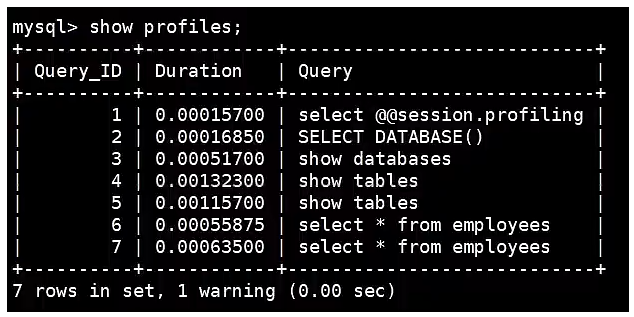 mysql> show profiles;
+----------+------------+----------------------------+
| Query_ID | Duration   | Query                      |
+----------+------------+----------------------------+
|        1 | 0.00015700 | select @@session.profiling |
|        2 | 0.00016850 | SELECT DATABASE()          |
|        3 | 0.00051700 | show databases             |
|        4 | 0.00132300 | show tables                |
|        5 | 0.00115700 | show tables                |
|        6 | 0.00055875 | select * from employees    |
|        7 | 0.00063500 | select * from employees    |
+----------+------------+----------------------------+
7 rows in set, 1 warning (0.00 sec)